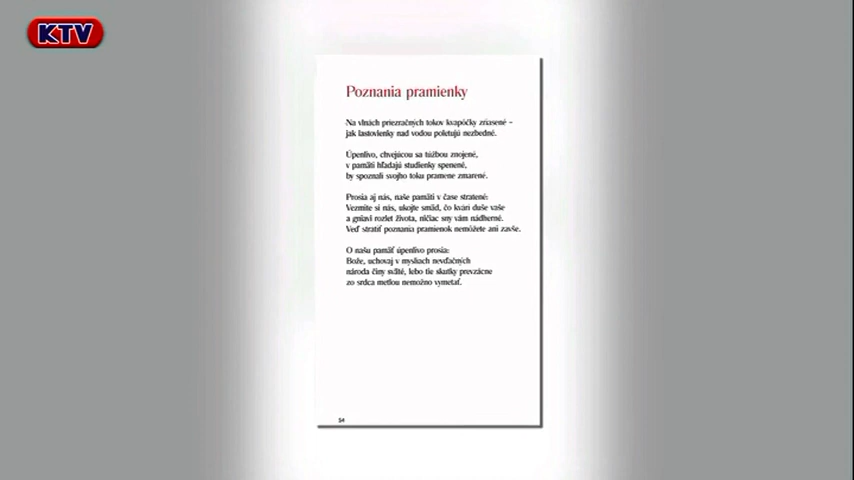 KTV
Poznania pramienky
Na vlnách priezračných tokov kvapôčky zriasené –
jak lastovienky nad vodou poletujú nezbedné.
Úpenlivo, chvejúcou sa túžbou znojené,
v pamäti hľadajú studienky spenené,
by spoznali svojho toku pramene zmarené.
Prosia aj nás, naše pamäti v čase stratené:
Vezmite si nás, ukojte smäd, čo kvári duše vaše
a gniavi rozlet života, ničiac sny vám nádherné.
Veď stratiť poznania pramienok nemôžete ani zavše.
O našu pamäť úpenlivo prosia:
Bože, uchovaj v mysliach nevďačných
národa činy sväté, lebo tie skutky prevzácne
zo srdca metlou nemožno vymetať.
54